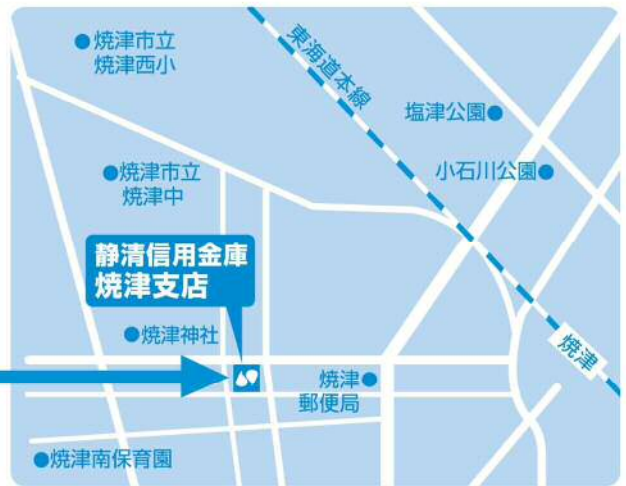 焼津市立
焼津西小
東海道本線
塩津公園
小石川公園
焼津市立
焼津中
静清信用金庫
焼津支店
焼津神社
焼津
焼津
郵便局
焼津南保育園